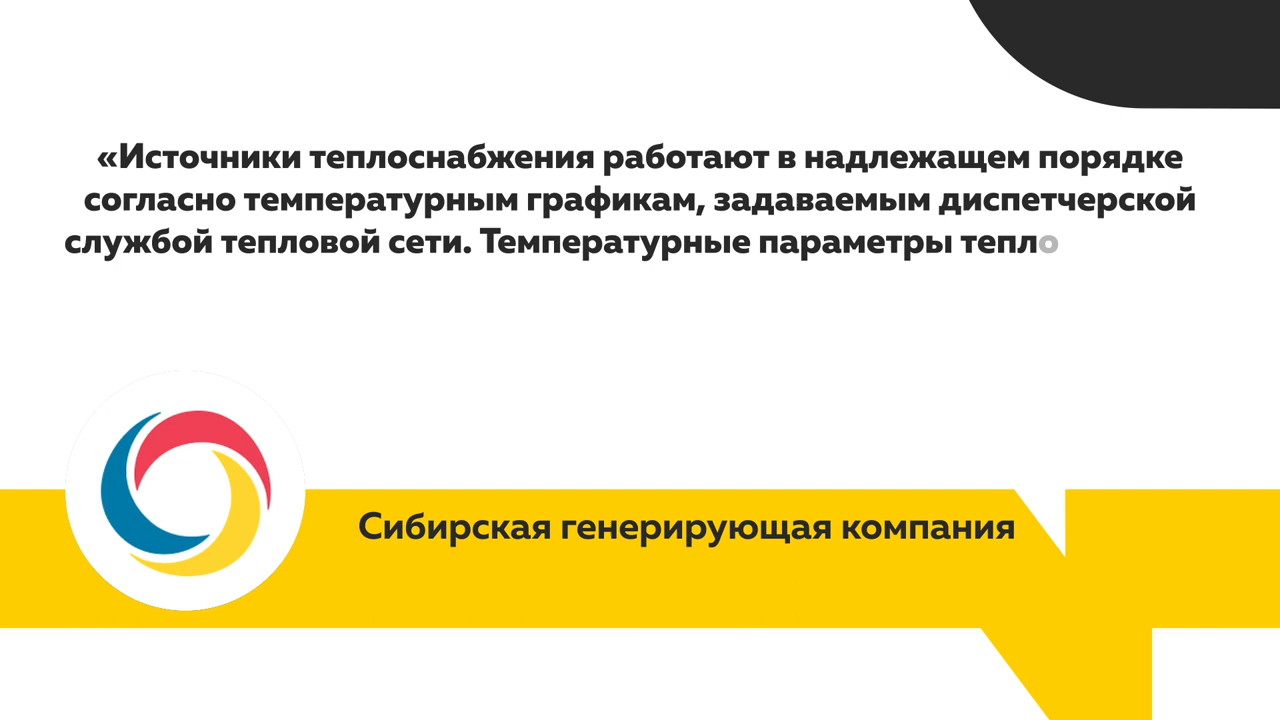 «Источники теплоснабжения работают в надлежащем порядке
согласно температурным графикам, задаваемым диспетчерской
службой тепловой сети. Температурные параметры тепло
Сибирская генерирующая компания